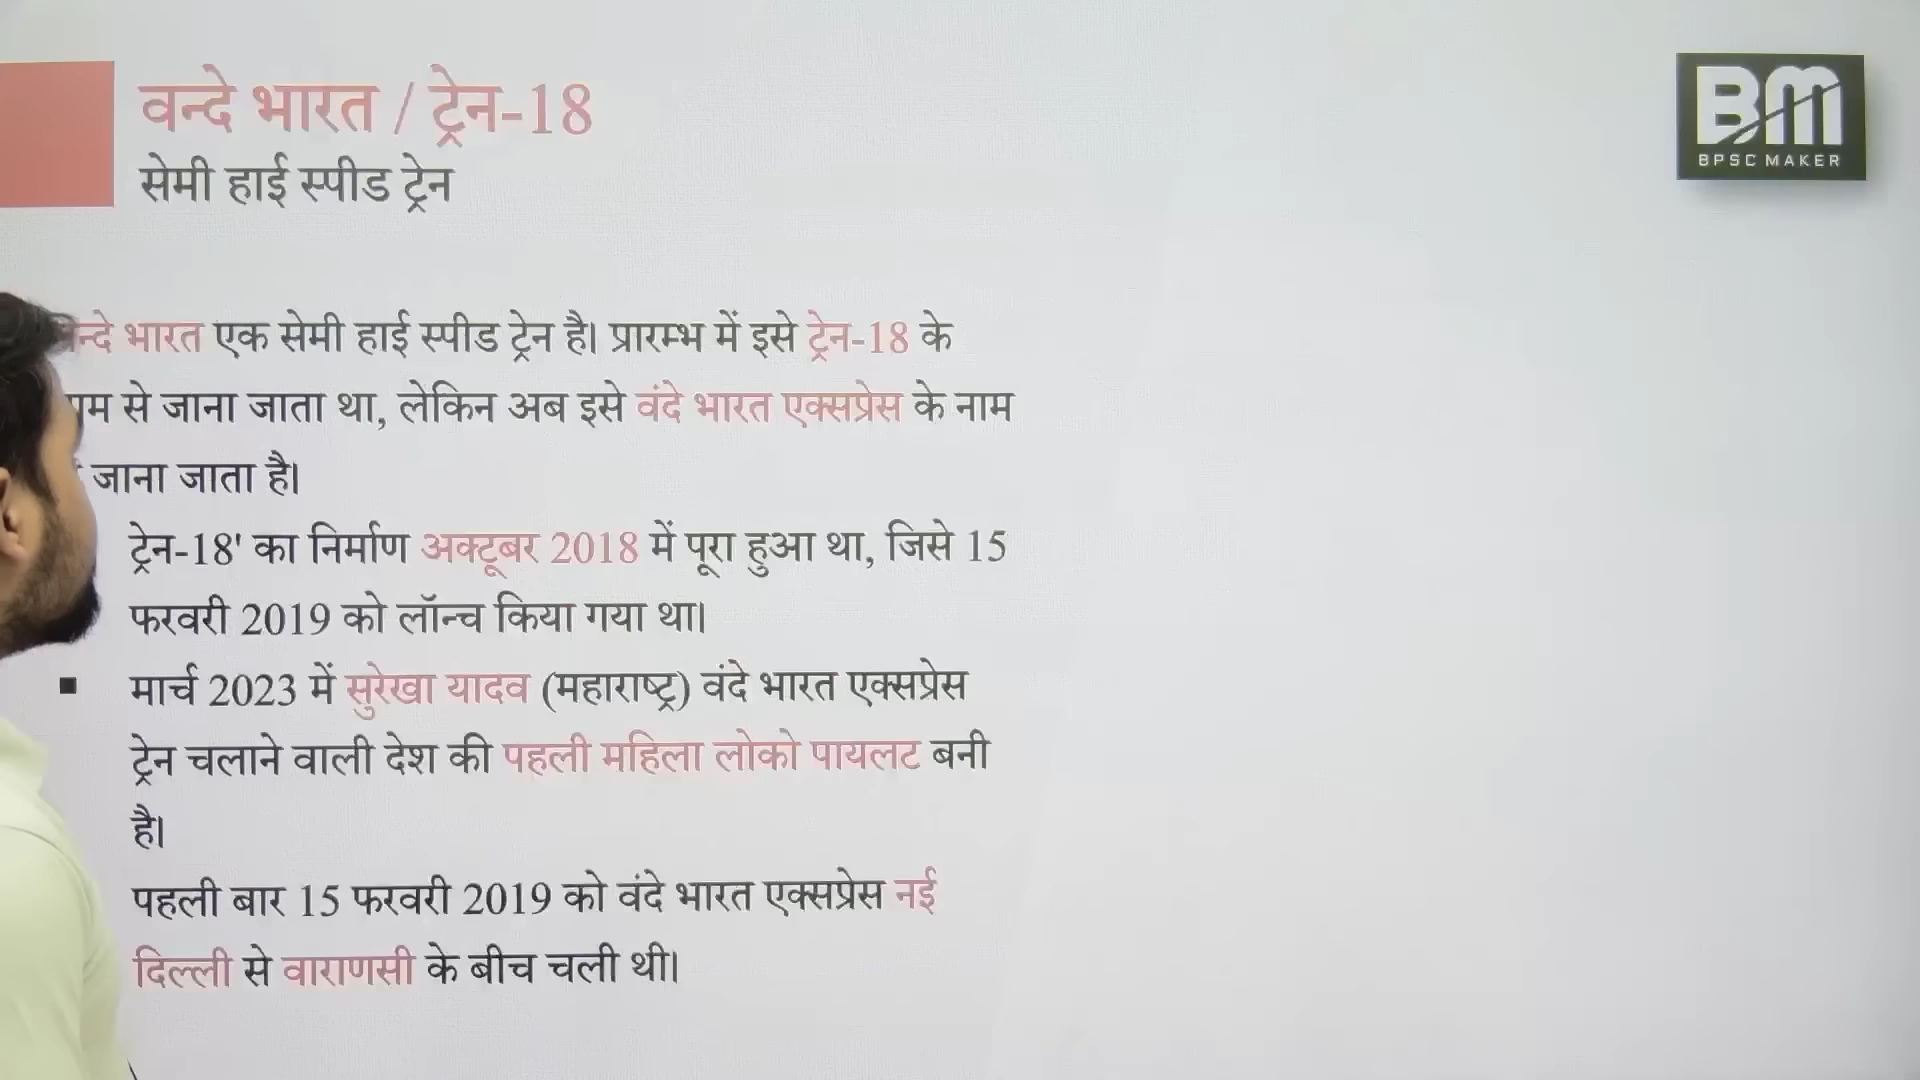 वन्दे भारत / ट्रेन-18
सेमी हाई स्पीड ट्रेन
BM
BPSC MAKER
भारत एक सेमी हाई स्पीड ट्रेन है। प्रारम्भ में इसे ट्रेन-18 के
से जाना जाता था, लेकिन अब इसे वंदे भारत एक्सप्रेस के नाम
जाना जाता है।
ट्रेन-18' का निर्माण अक्टूबर 2018 में पूरा हुआ था, जिसे 15
फरवरी 2019 को लॉन्च किया गया था।
▪ मार्च 2023 में सुरेखा यादव (महाराष्ट्र) वंदे भारत एक्सप्रेस
ट्रेन चलाने वाली देश की पहली महिला लोको पायलट बनी
है।
पहली बार 15 फरवरी 2019 को वंदे भारत एक्सप्रेस नई
दिल्ली से वाराणसी के बीच चली थी।